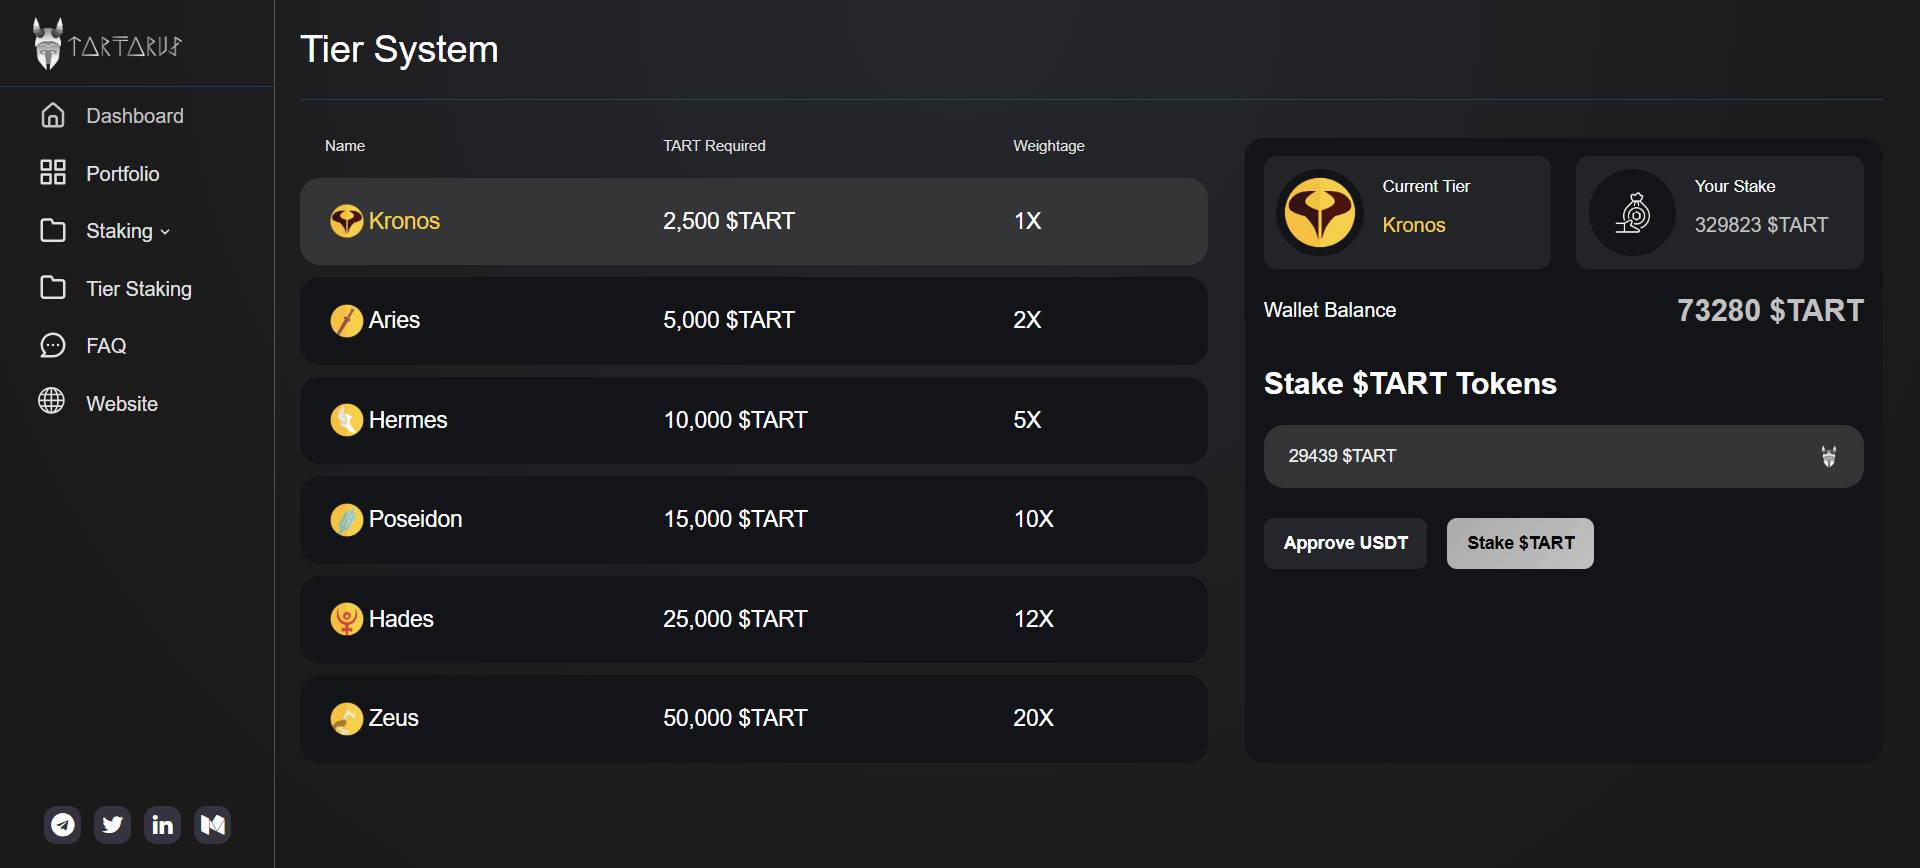 TARTARUS
Dashboard
Portfolio
Staking
Tier Staking
FAQ
Website
Tier System
Name TART Required Weightage
Kronos 2,500 $TART 1X
Aries 5,000 $TART 2X
Hermes 10,000 $TART 5X
Poseidon 15,000 $TART 10X
Hades 25,000 $TART 12X
Zeus 50,000 $TART 20X
Current Tier
Kronos
Your Stake
329823 $TART
Wallet Balance 73280 $TART
Stake $TART Tokens
29439 $TART
Approve USDT Stake $TART
in